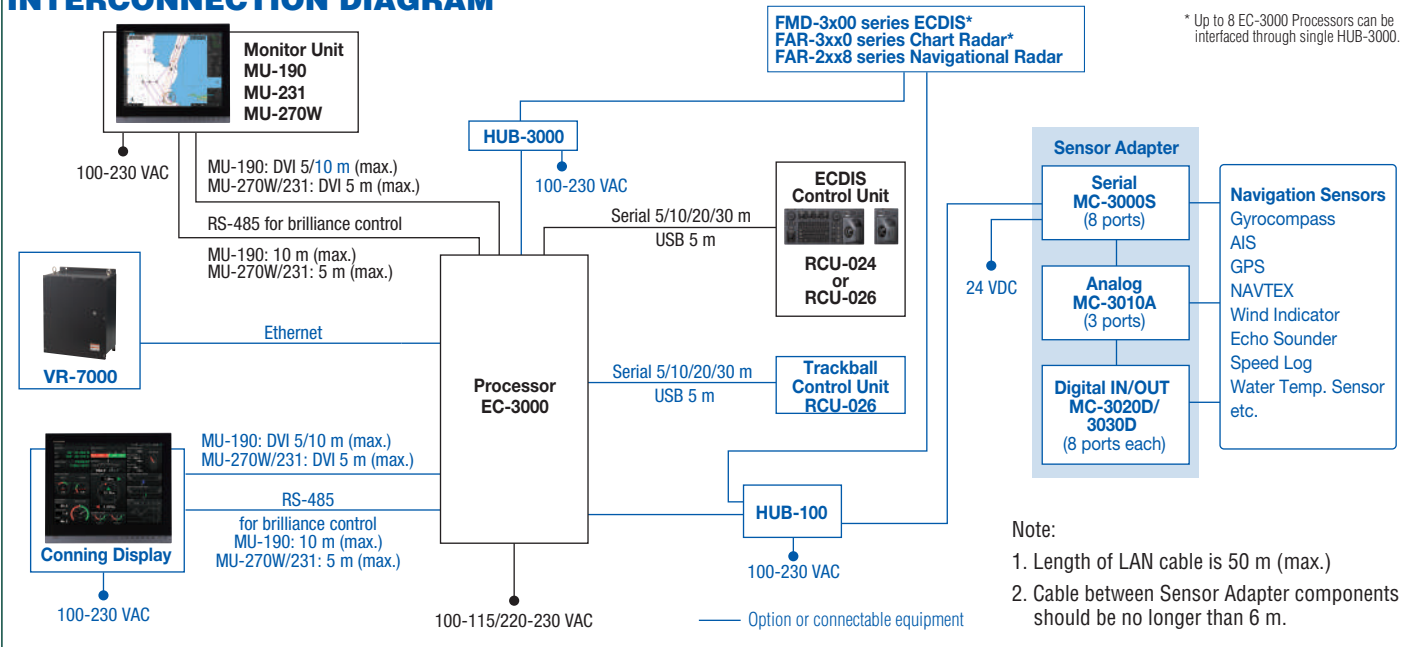 INTERCONNECTION DIAGRAM
Monitor Unit
MU-190
MU-231
MU-270W
100-230 VAC
MU-190: DVI 5/10 m (max.)
MU-270W/231: DVI 5 m (max.)
RS-485 for brilliance control
MU-190: 10 m (max.)
MU-270W/231: 5 m (max.)
VR-7000
Ethernet
Conning Display
100-230 VAC
MU-190: DVI 5/10 m (max.)
MU-270W/231: DVI 5 m (max.)
RS-485
for brilliance control
MU-190: 10 m (max.)
MU-270W/231: 5 m (max.)
Processor
EC-3000
100-115/220-230 VAC
HUB-3000
100-230 VAC
FMD-3x00 series ECDIS*
FAR-3xx0 series Chart Radar*
FAR-2xx8 series Navigational Radar
* Up to 8 EC-3000 Processors can be
interfaced through single HUB-3000.
Serial 5/10/20/30 m
USB 5 m
ECDIS
Control Unit
RCU-024
or
RCU-026
Serial 5/10/20/30 m
USB 5 m
Trackball
Control Unit
RCU-026
HUB-100
100-230 VAC
24 VDC
Sensor Adapter
Serial
MC-3000S
(8 ports)
Analog
MC-3010A
(3 ports)
Digital IN/OUT
MC-3020D/
3030D
(8 ports each)
Navigation Sensors
Gyrocompass
AIS
GPS
NAVTEX
Wind Indicator
Echo Sounder
Speed Log
Water Temp. Sensor
etc.
Option or connectable equipment
Note:
1. Length of LAN cable is 50 m (max.)
2. Cable between Sensor Adapter components
should be no longer than 6 m.